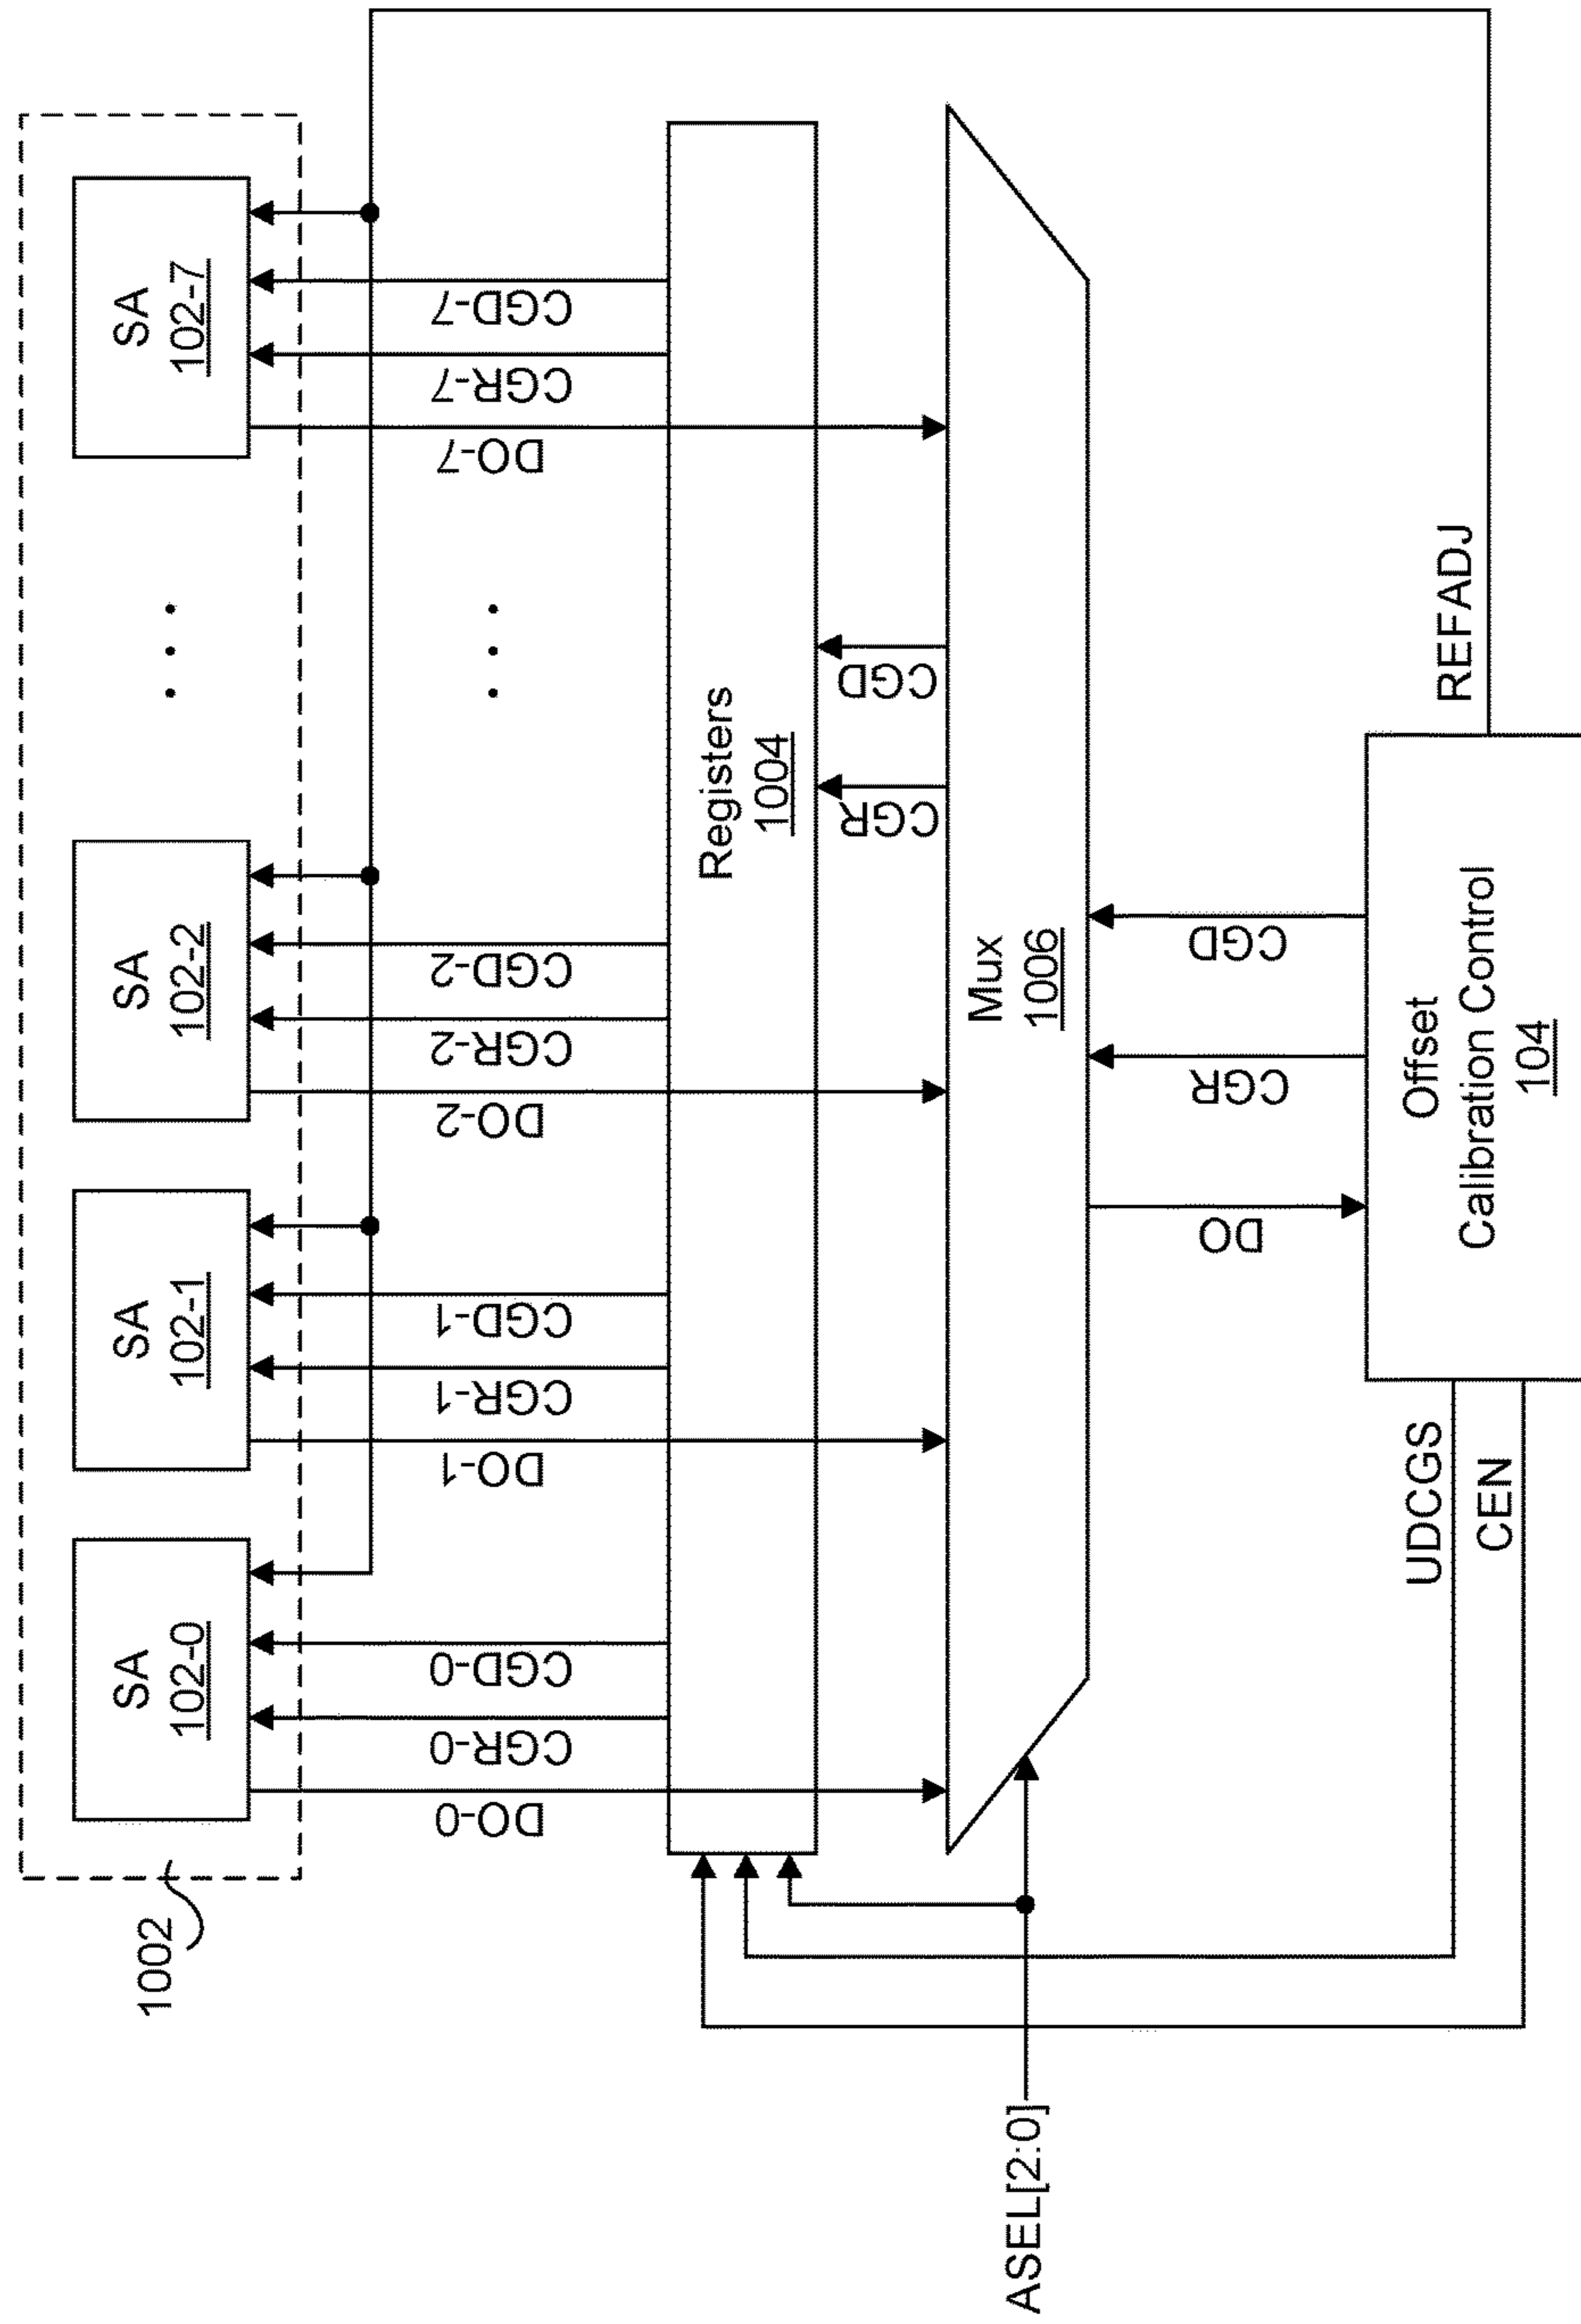 1002
SA
102-0
SA
102-1
SA
102-2
. . .
SA
102-7
DO-0
CGR-0
CGD-0
DO-1
CGR-1
CGD-1
DO-2
CGR-2
CGD-2
. . .
DO-7
CGR-7
CGD-7
Registers
1004
CGR
CGD
ASEL[2:0]
Mux
1006
DO
CGR
CGD
UDCGS
CEN
Offset
Calibration Control
104
REFADJ